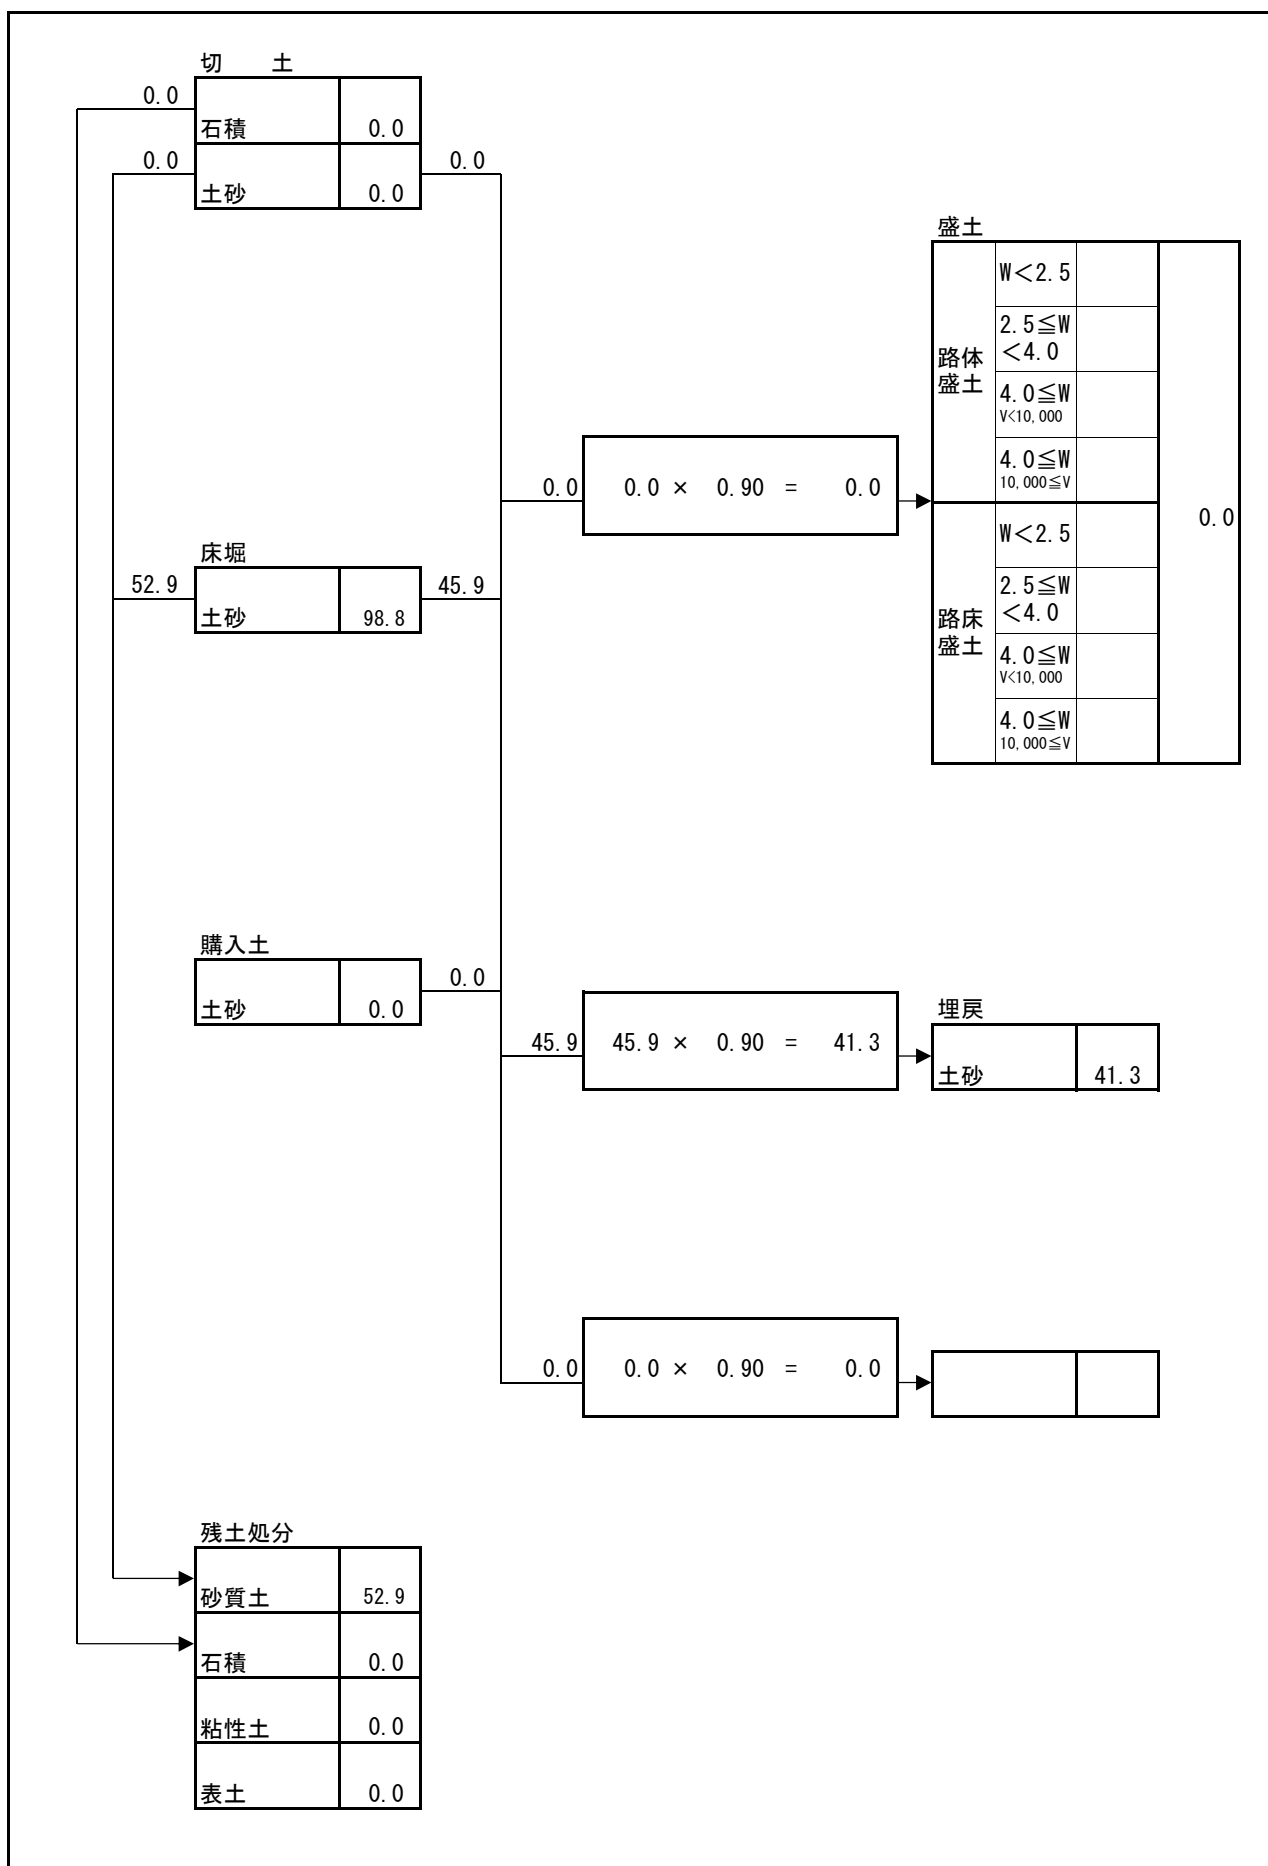 切　　土
0.0
石積　0.0
0.0　0.0
土砂　0.0
盛土
路体
盛土
W＜2.5
2.5≦W
＜4.0
4.0≦W
V<10,000
4.0≦W
10,000≦V
0.0　0.0 ×　0.90　=　0.0
0.0
路床
盛土
W＜2.5
2.5≦W
＜4.0
4.0≦W
V<10,000
4.0≦W
10,000≦V
床堀
52.9　45.9
土砂　98.8
購入土
0.0
土砂　0.0
45.9　45.9 ×　0.90　=　41.3
埋戻
土砂　41.3
0.0　0.0 ×　0.90　=　0.0
残土処分
砂質土　52.9
石積　0.0
粘性土　0.0
表土　0.0